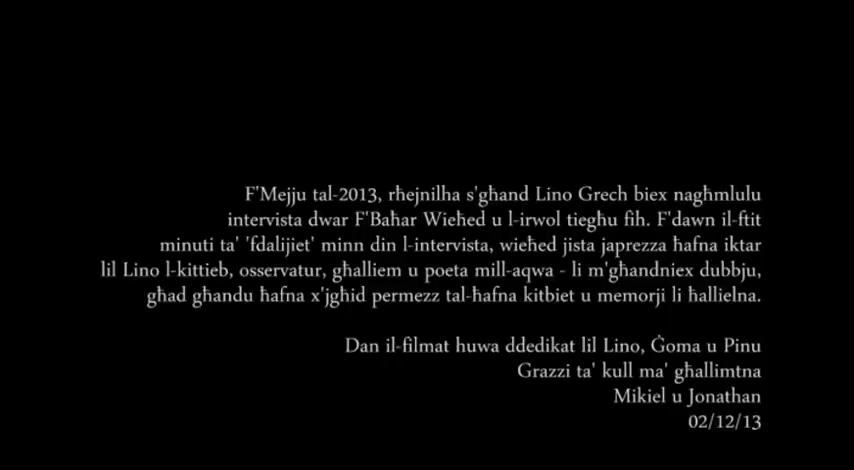 F'Mejju tal-2013, rħejnilha s'għand Lino Grech biex nagħmlulu
intervista dwar F'Baħar Wieħed u l-irwol tiegħu fih. F'dawn il-ftit
minuti ta' 'fdalijiet' minn din l-intervista, wieħed jista japrezza ħafna iktar
lil Lino l-kittieb, osservatur, għalliem u poeta mill-aqwa - li m'għandniex dubbju,
għad għandu ħafna x'jgħid permezz tal-ħafna kitbiet u memorji li ħallielna.
Dan il-filmat huwa ddedikat lil Lino, Ġoma u Pinu
Grazzi ta' kull ma' għallimtna
Mikiel u Jonathan
02/12/13